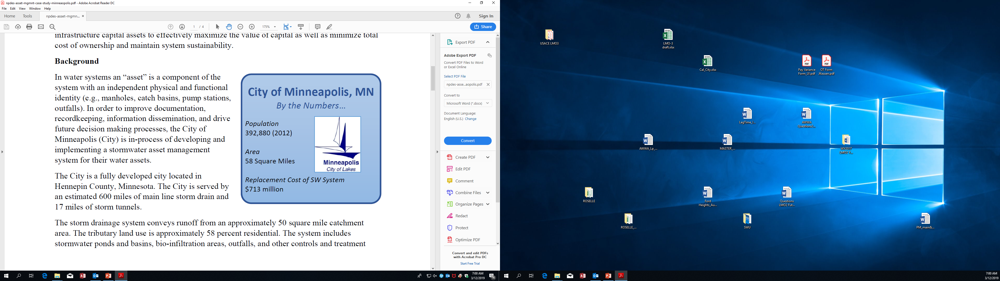 npdes-asset-mgmnt-case-study-minneaopolis.pdf - Adobe Acrobat Reader DC
File Edit View Window Help
Home Tools npdes-asset-mgmn... × Sign In
1 / 4 175% Share
infrastructure capital assets to effectively maximize the value of capital as well as minimize total
cost of ownership and maintain system sustainability.
Background
In water systems an “asset” is a component of the
system with an independent physical and functional
identity (e.g., manholes, catch basins, pump stations,
outfalls). In order to improve documentation,
recordkeeping, information dissemination, and drive
future decision making processes, the City of
Minneapolis (City) is in-process of developing and
implementing a stormwater asset management
system for their water assets.
The City is a fully developed city located in
Hennepin County, Minnesota. The City is served by
an estimated 600 miles of main line storm drain and
17 miles of storm tunnels.
City of Minneapolis, MN
By the Numbers...
Population
392,880 (2012)
Area
58 Square Miles
Minneapolis
City of Lakes
Replacement Cost of SW System
$713 million
The storm drainage system conveys runoff from an approximately 50 square mile catchment
area. The tributary land use is approximately 58 percent residential. The system includes
stormwater ponds and basins, bio-infiltration areas, outfalls, and other controls and treatment
Export PDF
Adobe Export PDF
Convert PDF Files to Word
or Excel Online
Select PDF File
npdes-asse...aopolis.pdf
Convert to
Microsoft Word (*.docx)
Document Language:
English (U.S.) Change
Convert
Create PDF
Edit PDF
Comment
Combine Files
Organize Pages
Redact
Protect
Optimize PDF
Convert and edit PDFs
with Acrobat Pro DC
Start Free Trial
7:00 AM
3/12/2019
16
USACE LMO3
LMO-3
draft.xlsx
Cal_City.xlsx
Pay Variance
Form_UI.pdf
OT Form
JKessen.pdf
LagTime_I...
AWWA
Questions2...
AWWA_Lp_...
MASTER_...
WY2017
LMO2 Y...
ROSELLE
Ford
Heights_Au...
Questions
LMO2 Fut...
ROSELLE_...
SWU
PM_main&...
7:00 AM
3/12/2019